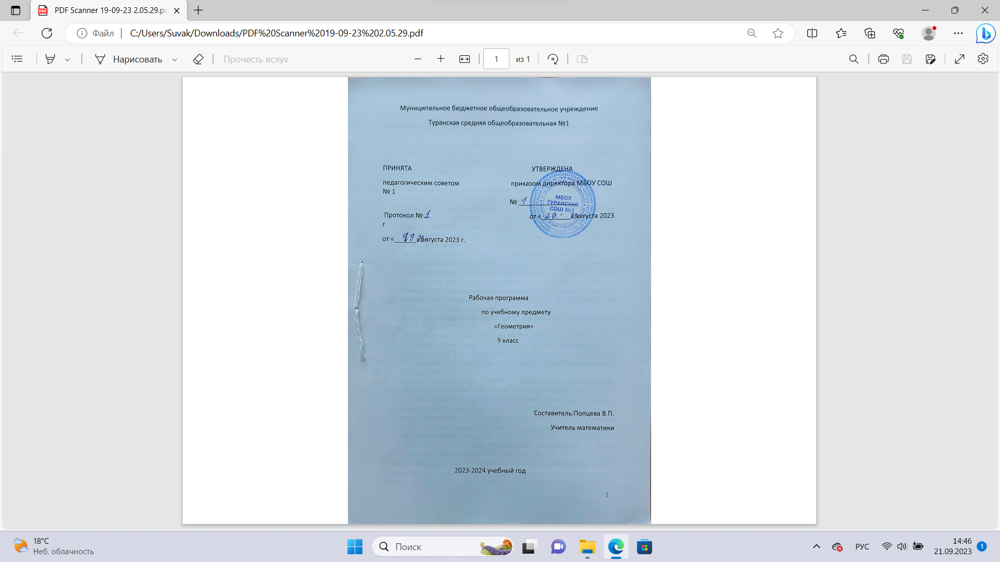 PDF Scanner 19-09-23 2.05.29.pd
Файл
C:/Users/Suvak/Downloads/PDF%20Scanner%2019-09-23%202.05.29.pdf
Нарисовать
Прочесть вслух
1
из 1
Муниципальное бюджетное общеобразовательное учреждение
Туранская средняя общеобразовательная №1
ПРИНЯТА
УТВЕРЖДЕНА
педагогическим советом
№ 1
приказом директора МБОУ СОШ
№ 1
МБОУ
ТУРАНСКАЯ
СОШ №1
Протокол № 1
г
от «29» августа 2023
от «29» августа 2023 г.
Рабочая программа
по учебному предмету
«Геометрия»
9 класс
Составитель:Попцева В.П.
Учитель математики
2023-2024 учебный год
1
18°C
Неб. облачность
Поиск
РУС
14:46
21.09.2023
1